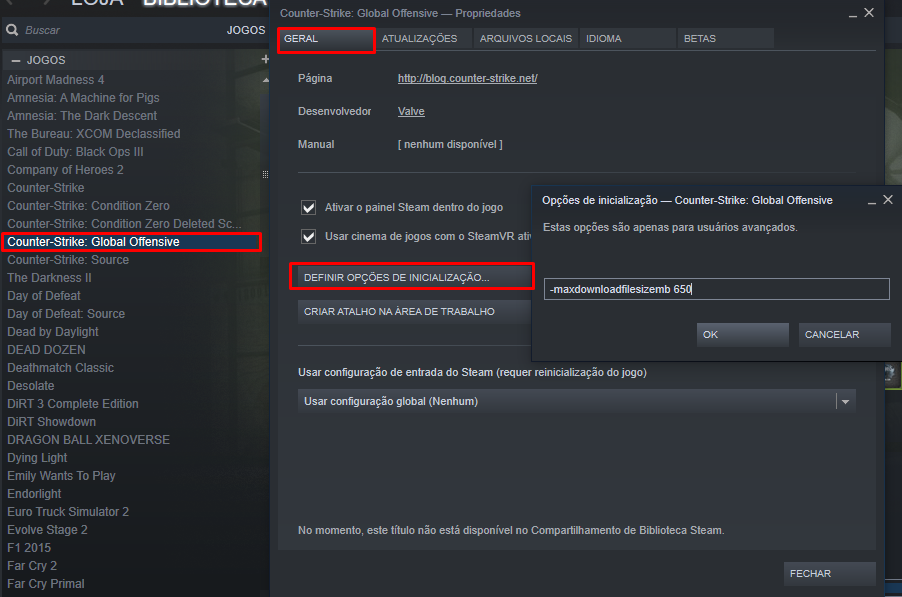 LOJA BIBLIOTECA
Buscar JOGOS
— JOGOS +
Airport Madness 4
Amnesia: A Machine for Pigs
Amnesia: The Dark Descent
The Bureau: XCOM Declassified
Call of Duty: Black Ops III
Company of Heroes 2
Counter-Strike
Counter-Strike: Condition Zero
Counter-Strike: Condition Zero Deleted Sc...
Counter-Strike: Global Offensive
Counter-Strike: Source
The Darkness II
Day of Defeat
Day of Defeat: Source
Dead by Daylight
DEAD DOZEN
Deathmatch Classic
Desolate
DiRT 3 Complete Edition
DiRT Showdown
DRAGON BALL XENOVERSE
Dying Light
Emily Wants To Play
Endorlight
Euro Truck Simulator 2
Evolve Stage 2
F1 2015
Far Cry 2
Far Cry Primal
Counter-Strike: Global Offensive — Propriedades
GERAL ATUALIZAÇÕES ARQUIVOS LOCAIS IDIOMA BETAS
Página http://blog.counter-strike.net/
Desenvolvedor Valve
Manual [ nenhum disponível ]
Ativar o painel Steam dentro do jogo
Usar cinema de jogos com o SteamVR ati
DEFINIR OPÇÕES DE INICIALIZAÇÃO...
CRIAR ATALHO NA ÁREA DE TRABALHO
Usar configuração de entrada do Steam (requer reinicialização do jogo)
Usar configuração global (Nenhum)
No momento, este título não está disponível no Compartilhamento de Biblioteca Steam.
FECHAR
Opções de inicialização — Counter-Strike: Global Offensive
Estas opções são apenas para usuários avançados.
-maxdownloadfilesizemb 650
OK CANCELAR